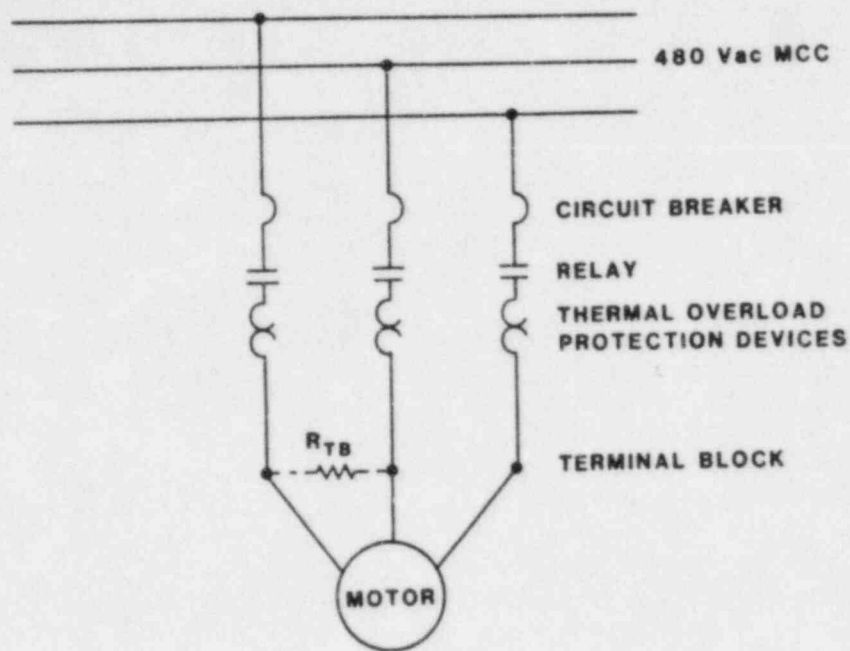 480 Vac MCC
CIRCUIT BREAKER
RELAY
THERMAL OVERLOAD
PROTECTION DEVICES
RTB
TERMINAL BLOCK
MOTOR